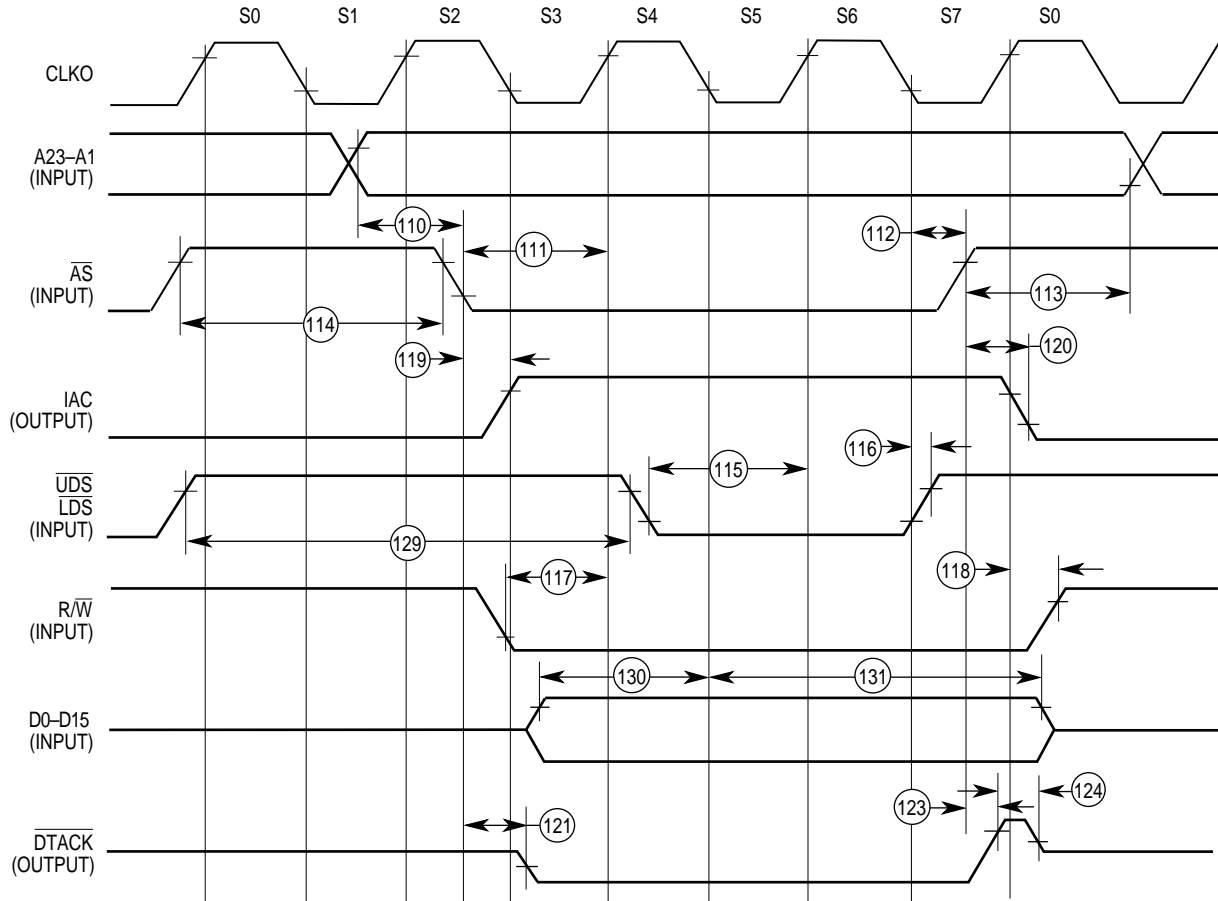 S0 S1 S2 S3 S4 S5 S6 S7 S0
CLKO
A23–A1
(INPUT)
110
111
112
AS
(INPUT)
113
114
119
120
IAC
(OUTPUT)
116
115
UDS
LDS
(INPUT)
129
117
118
R/W
(INPUT)
130
131
D0–D15
(INPUT)
124
123
121
DTACK
(OUTPUT)